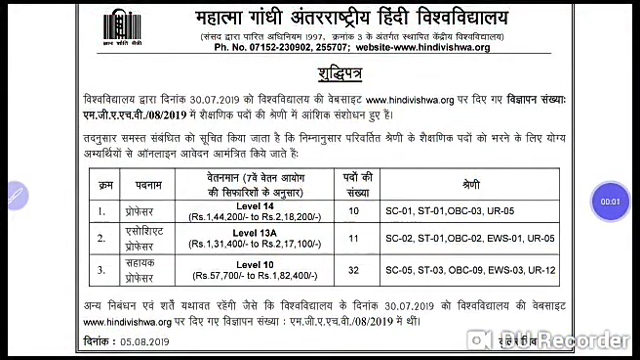 महात्मा गांधी अंतरराष्ट्रीय हिंदी विश्वविद्यालय
(संसद द्वारा पारित अधिनियम 1997, क्रमांक 3 के अंतर्गत स्थापित केंद्रीय विश्वविद्यालय)
Ph. No. 07152-230902, 255707; website-www.hindivishwa.org
ज्ञान शांति मैत्री
शुद्धिपत्र
विश्वविद्यालय द्वारा दिनांक 30.07.2019 को विश्वविद्यालय की वेबसाइट www.hindivishwa.org पर दिए गए विज्ञापन संख्याः
एम.जी.ए.एच.वी./08/2019 में शैक्षणिक पदों की श्रेणी में आंशिक संशोधन हुए हैं।
तदनुसार समस्त संबंधित को सूचित किया जाता है कि निम्नानुसार परिवर्तित श्रेणी के शैक्षणिक पदों को भरने के लिए योग्य
अभ्यर्थियों से ऑनलाइन आवेदन आमंत्रित किये जाते हैं:
क्रम पदनाम वेतनमान (7वें वेतन आयोग की सिफारिशों के अनुसार) पदों की संख्या श्रेणी
1. प्रोफेसर Level 14 (Rs.1,44,200/- to Rs.2,18,200/-) 10 SC-01, ST-01, OBC-03, UR-05
2. एसोशिएट प्रोफेसर Level 13A (Rs.1,31,400/- to Rs.2,17,100/-) 11 SC-02, ST-01, OBC-02, EWS-01, UR-05
3. सहायक प्रोफेसर Level 10 (Rs.57,700/- to Rs.1,82,400/-) 32 SC-05, ST-03, OBC-09, EWS-03, UR-12
अन्य निबंधन एवं शर्तें यथावत रहेंगी जैसे कि विश्वविद्यालय के दिनांक 30.07.2019 को विश्वविद्यालय की वेबसाइट
www.hindivishwa.org पर दिए गए विज्ञापन संख्या : एम.जी.ए.एच.वी./08/2019 में थी।
दिनांक : 05.08.2019
00:01
DU Recorder